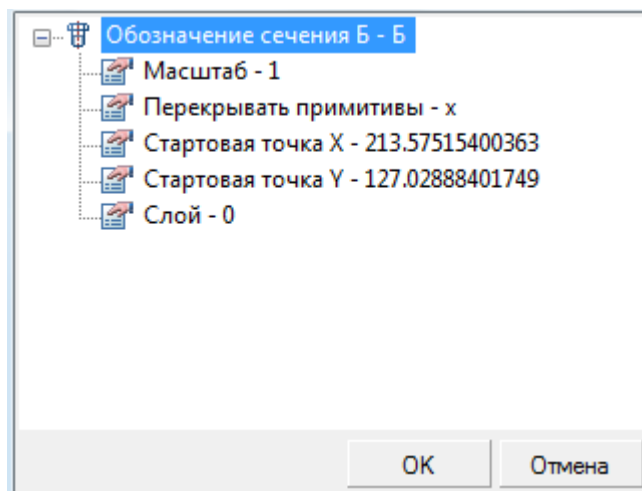 Обозначение сечения Б - Б
Масштаб - 1
Перекрывать примитивы - x
Стартовая точка X - 213.57515400363
Стартовая точка Y - 127.02888401749
Слой - 0
OK Отмена